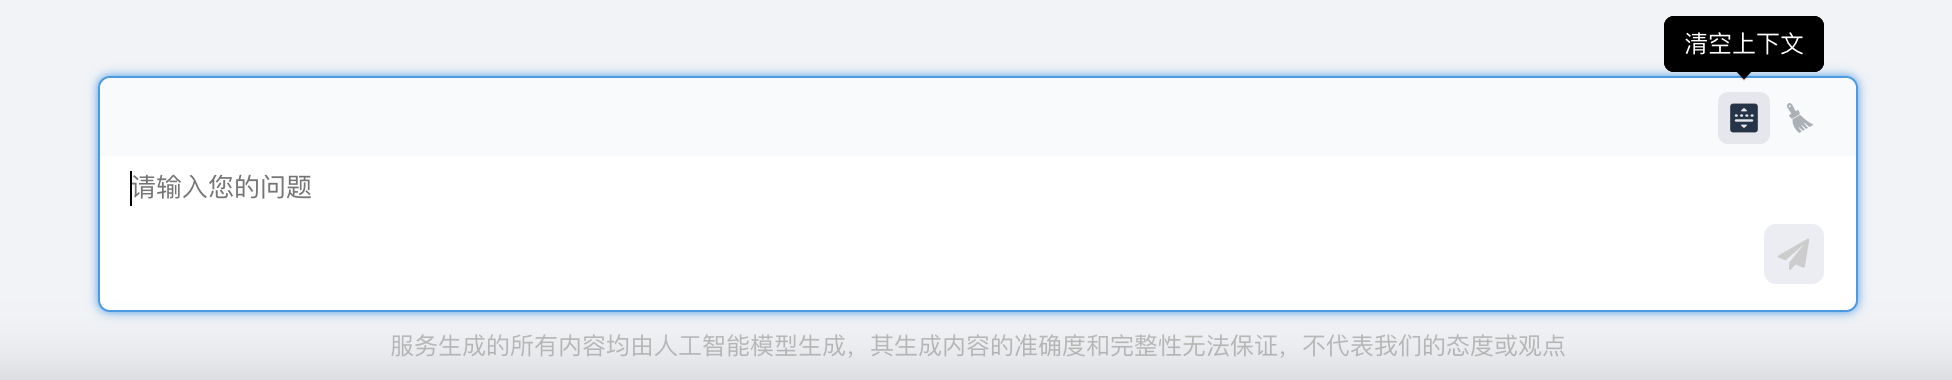 清空上下文
请输入您的问题
服务生成的所有内容均由人工智能模型生成，其生成内容的准确度和完整性无法保证，不代表我们的态度或观点